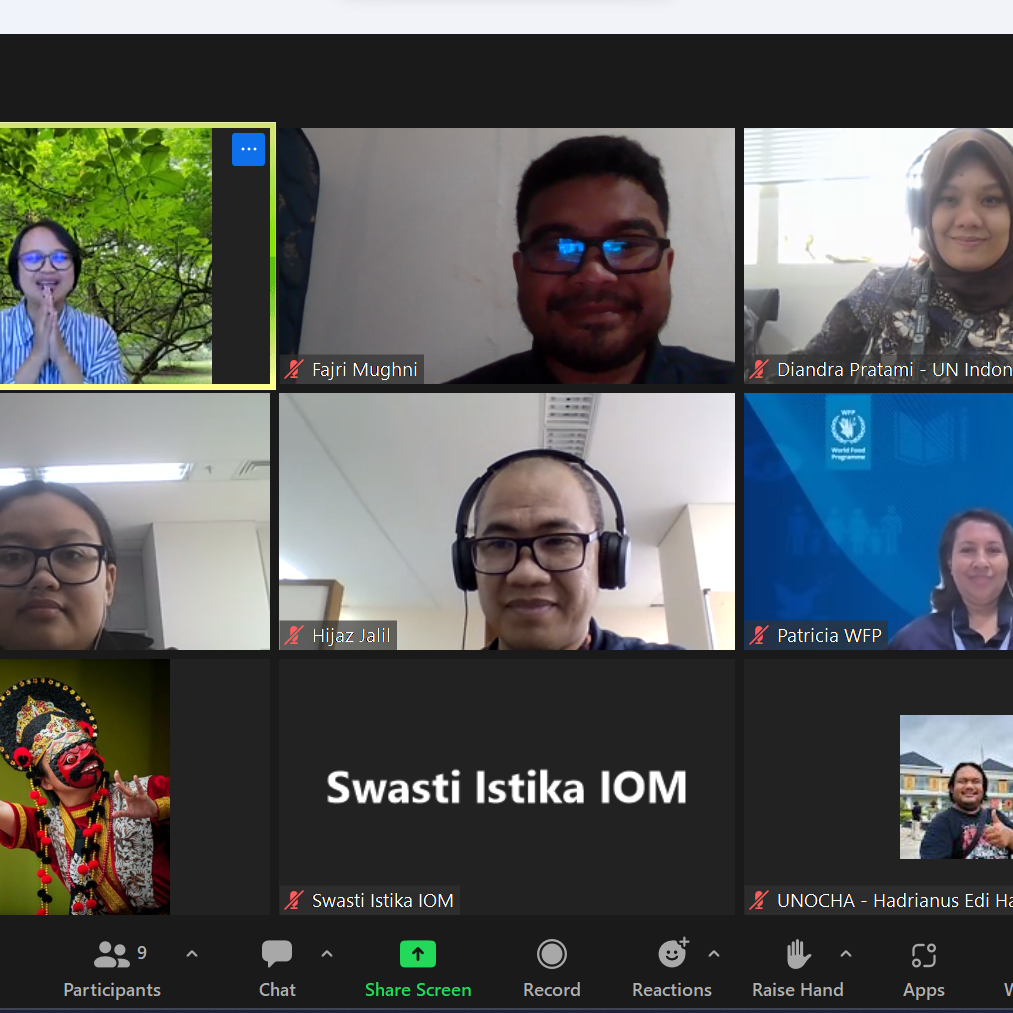 ...
Fajri Mughni
Diandra Pratami - UN Indon
WFP
World Food
Programme
Hijaz Jalil
Patricia WFP
Swasti Istika IOM
Swasti Istika IOM
UNOCHA - Hadrianus Edi Ha
9
Participants
Chat
Share Screen
Record
Reactions
Raise Hand
Apps